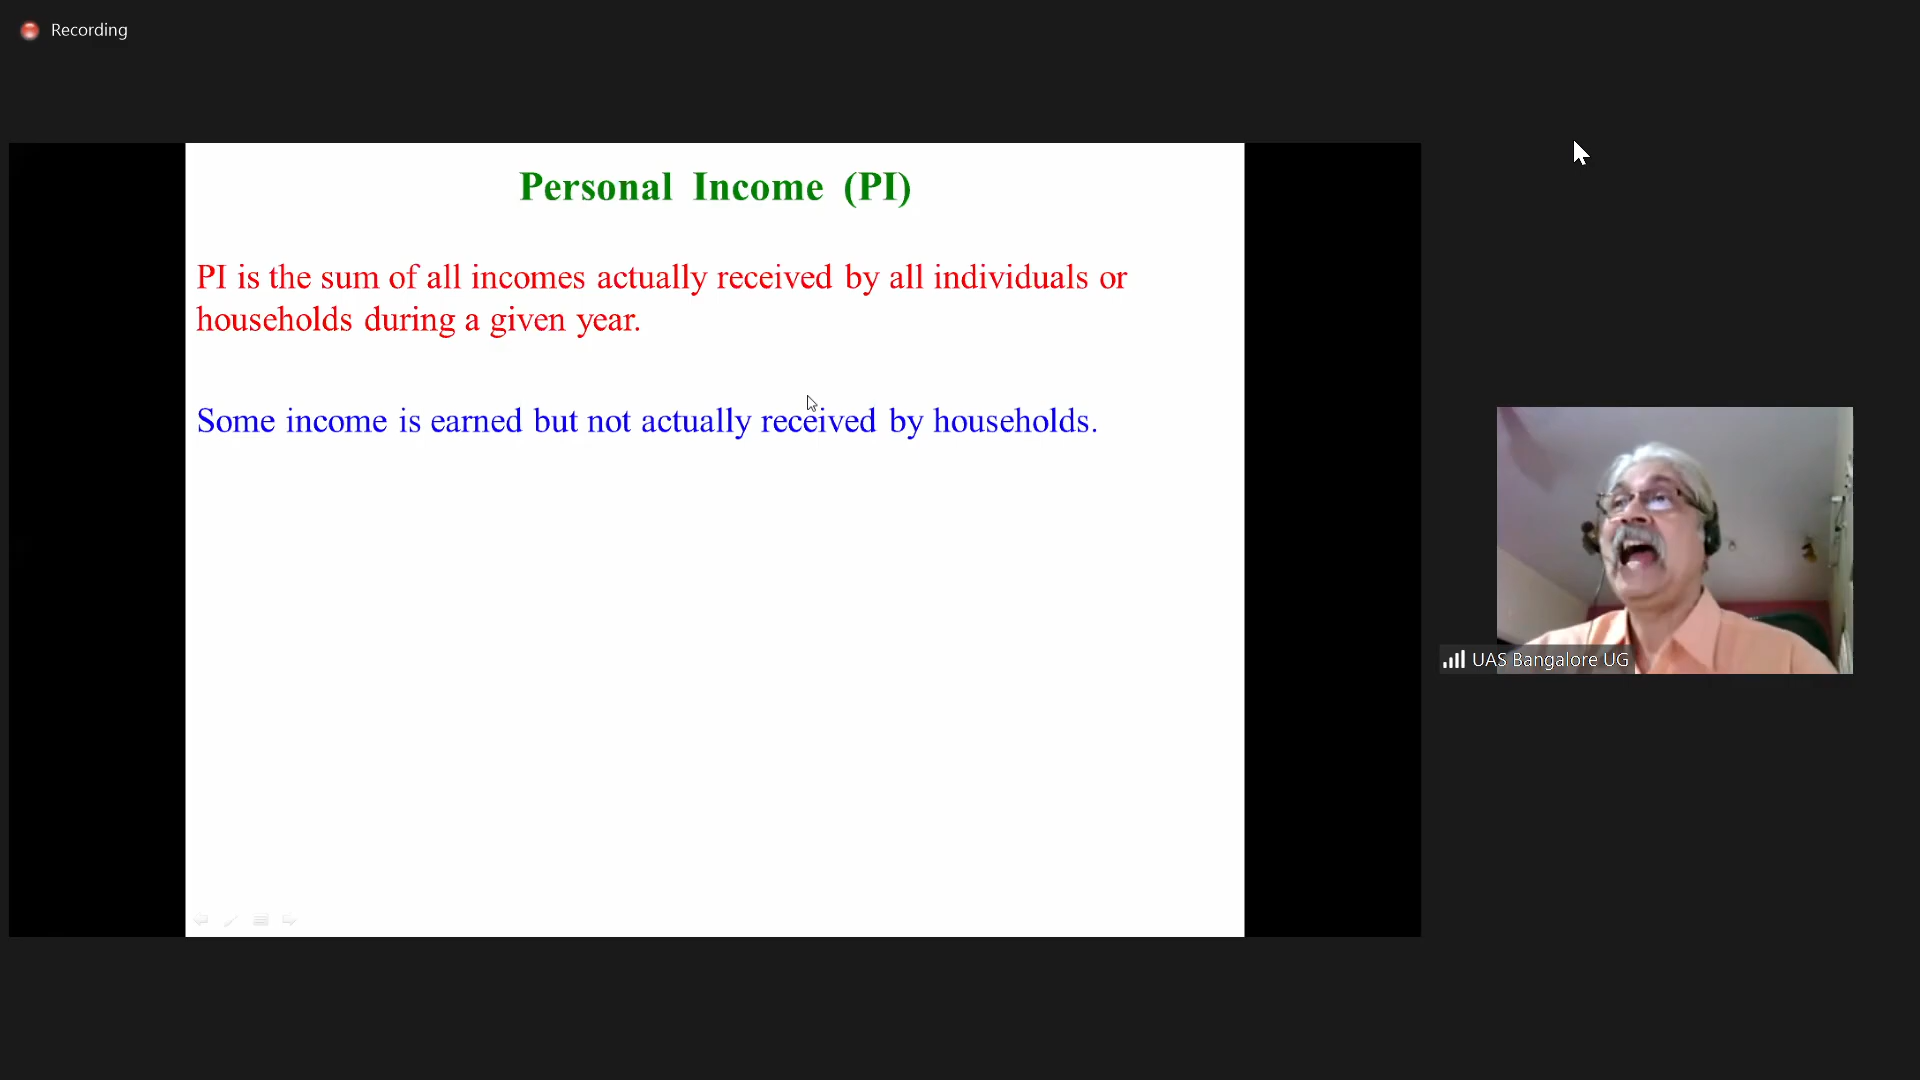 Recording
Personal Income (PI)
PI is the sum of all incomes actually received by all individuals or
households during a given year.
Some income is earned but not actually received by households.
UAS Bangalore UG